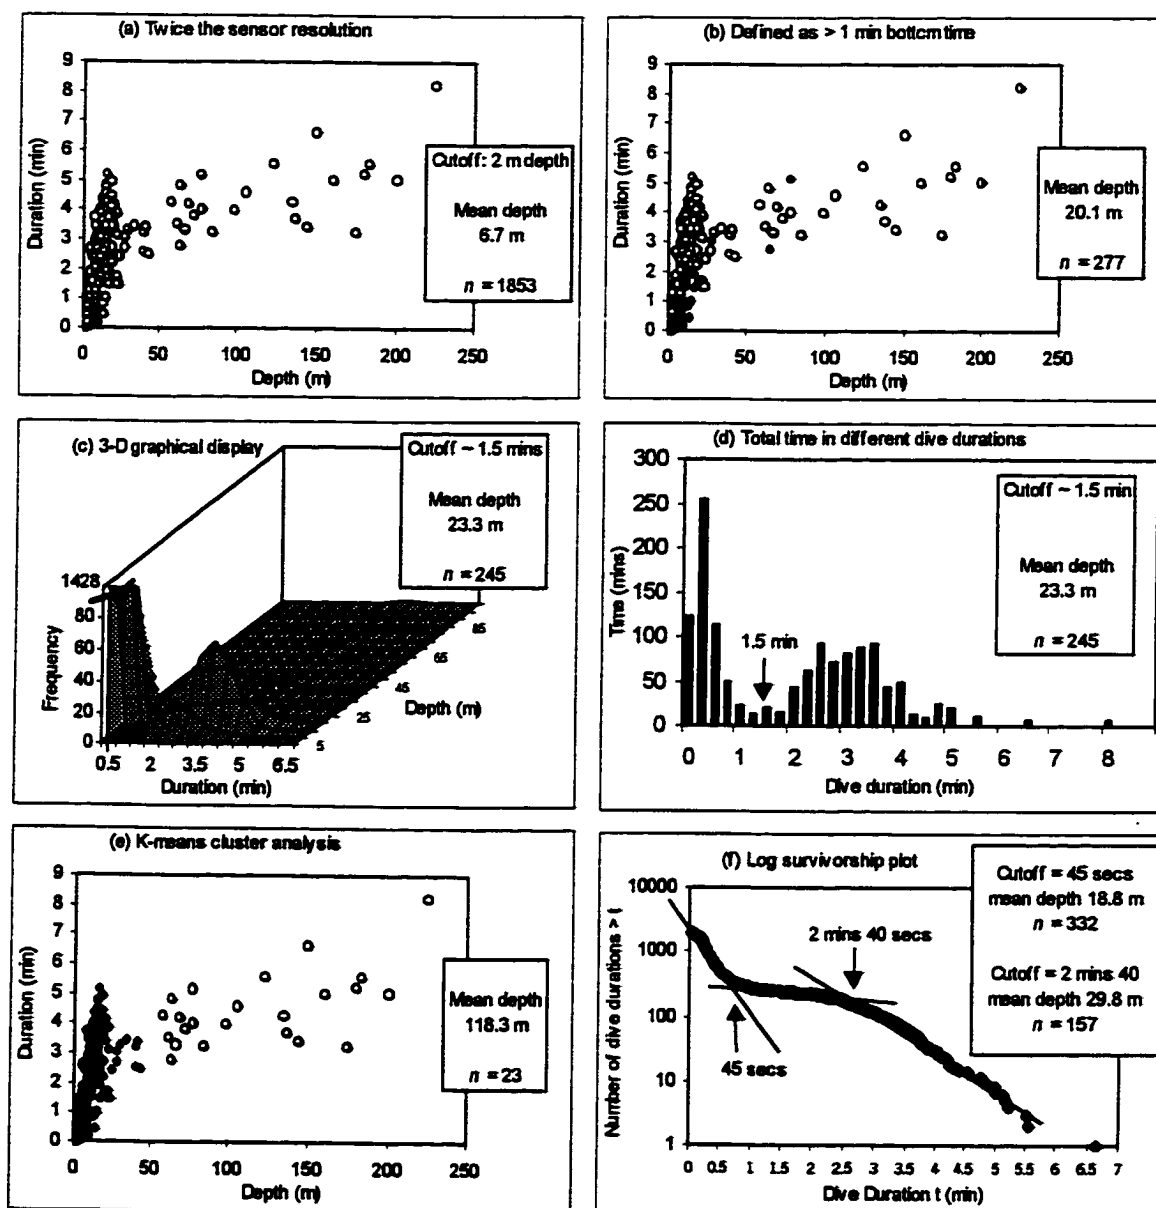 (a) Twice the sensor resolution
9
8
7
6
5
4
3
2
1
0
Duration (min)
0 50 100 150 200 250
Depth (m)
Cutoff: 2 m depth
Mean depth
6.7 m
n = 1853
(b) Defined as > 1 min bottom time
9
8
7
6
5
4
3
2
1
0
Duration (min)
0 50 100 150 200 250
Depth (m)
Mean depth
20.1 m
n = 277
(c) 3-D graphical display
1428
80
60
40
20
0
Frequency
0.5 2 3.5 5 6.5
Duration (min)
5
25
45
65
85
Depth (m)
Cutoff ~ 1.5 mins
Mean depth
23.3 m
n = 245
(d) Total time in different dive durations
300
250
200
150
100
50
0
Time (mins)
1.5 min
0 1 2 3 4 5 6 7 8
Dive duration (min)
Cutoff ~ 1.5 min
Mean depth
23.3 m
n = 245
(e) K-means cluster analysis
9
8
7
6
5
4
3
2
1
0
Duration (min)
0 50 100 150 200 250
Depth (m)
Mean depth
118.3 m
n = 23
(f) Log survivorship plot
10000
1000
100
10
1
Number of dive durations > t
2 mins 40 secs
45 secs
0 0.5 1 1.5 2 2.5 3 3.5 4 4.5 5 5.5 6 6.5 7
Dive Duration t (min)
Cutoff = 45 secs
mean depth 18.8 m
n = 332
Cutoff = 2 mins 40
mean depth 29.8 m
n = 157